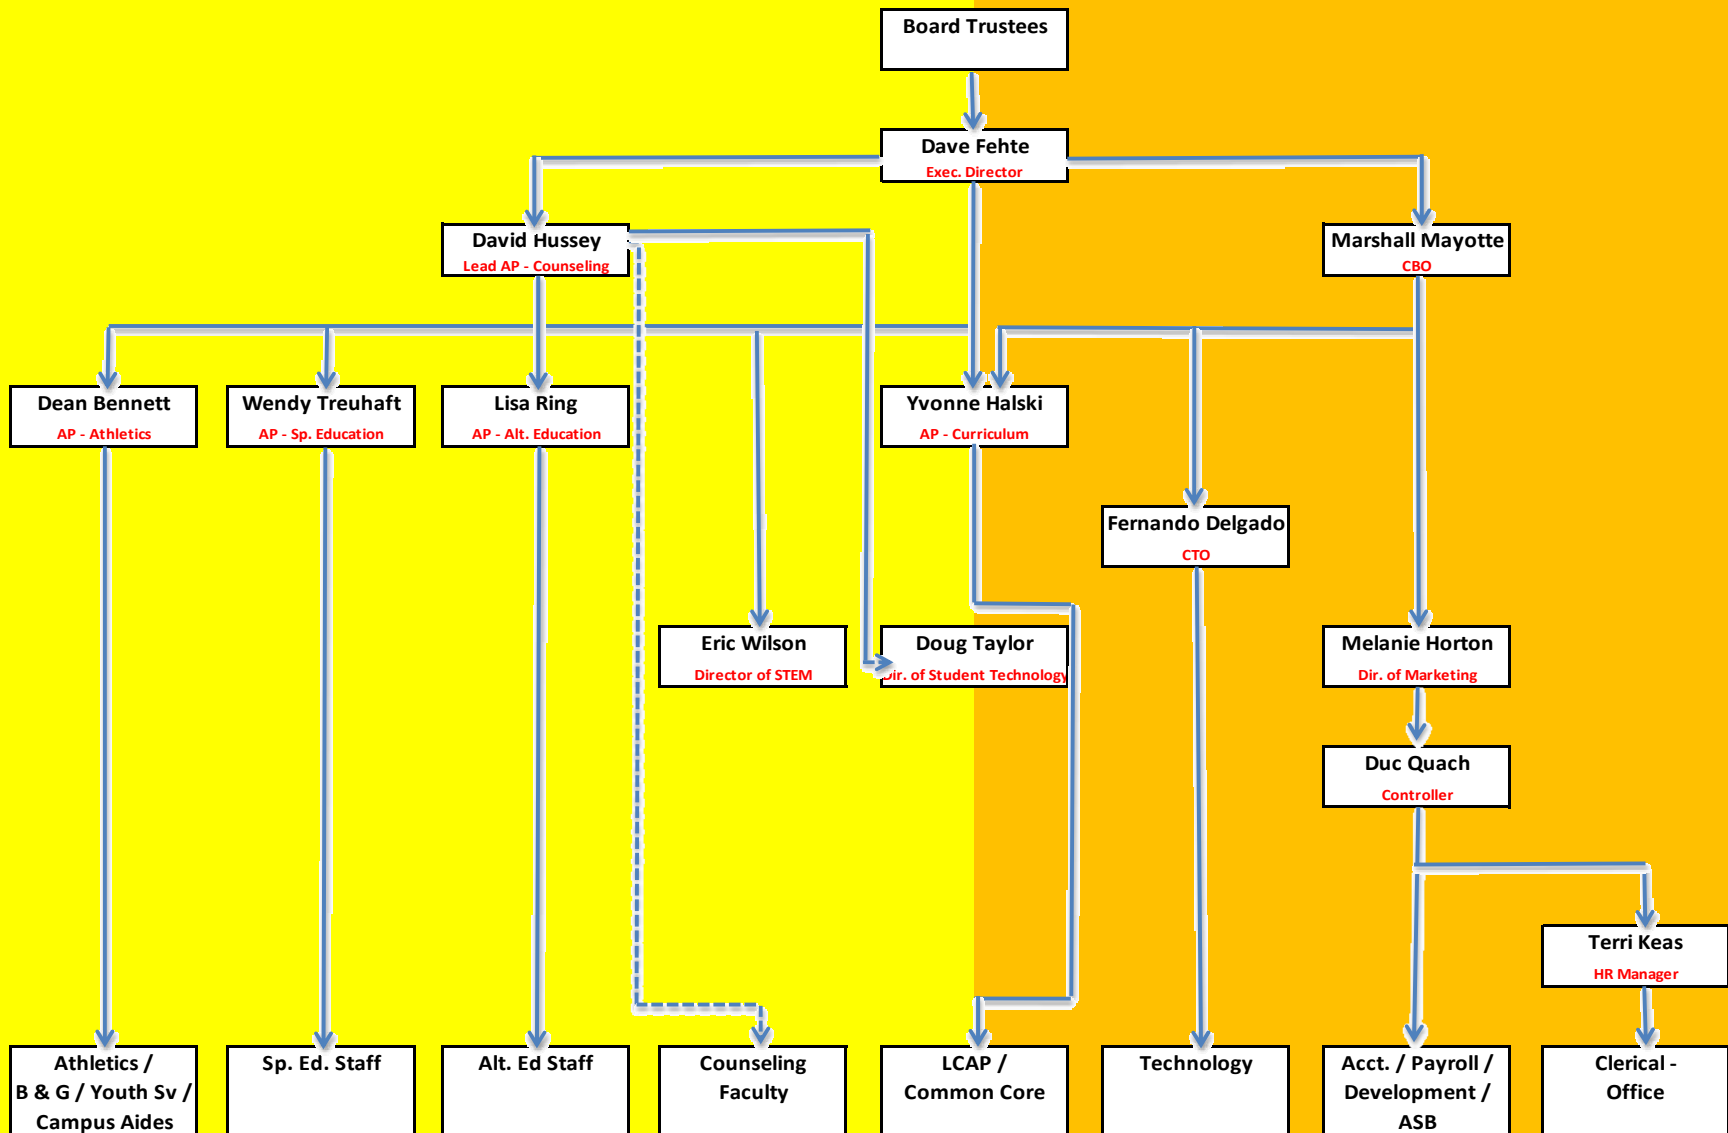 Board Trustees
Dave Fehte
Exec. Director
David Hussey
Lead AP - Counseling
Marshall Mayotte
CBO
Dean Bennett
AP - Athletics
Wendy Treuhaft
AP - Sp. Education
Lisa Ring
AP - Alt. Education
Yvonne Halski
AP - Curriculum
Fernando Delgado
CTO
Eric Wilson
Director of STEM
Doug Taylor
Dir. of Student Technology
Melanie Horton
Dir. of Marketing
Duc Quach
Controller
Terri Keas
HR Manager
Athletics /
B & G / Youth Sv /
Campus Aides
Sp. Ed. Staff
Alt. Ed Staff
Counseling
Faculty
LCAP /
Common Core
Technology
Acct. / Payroll /
Development /
ASB
Clerical -
Office